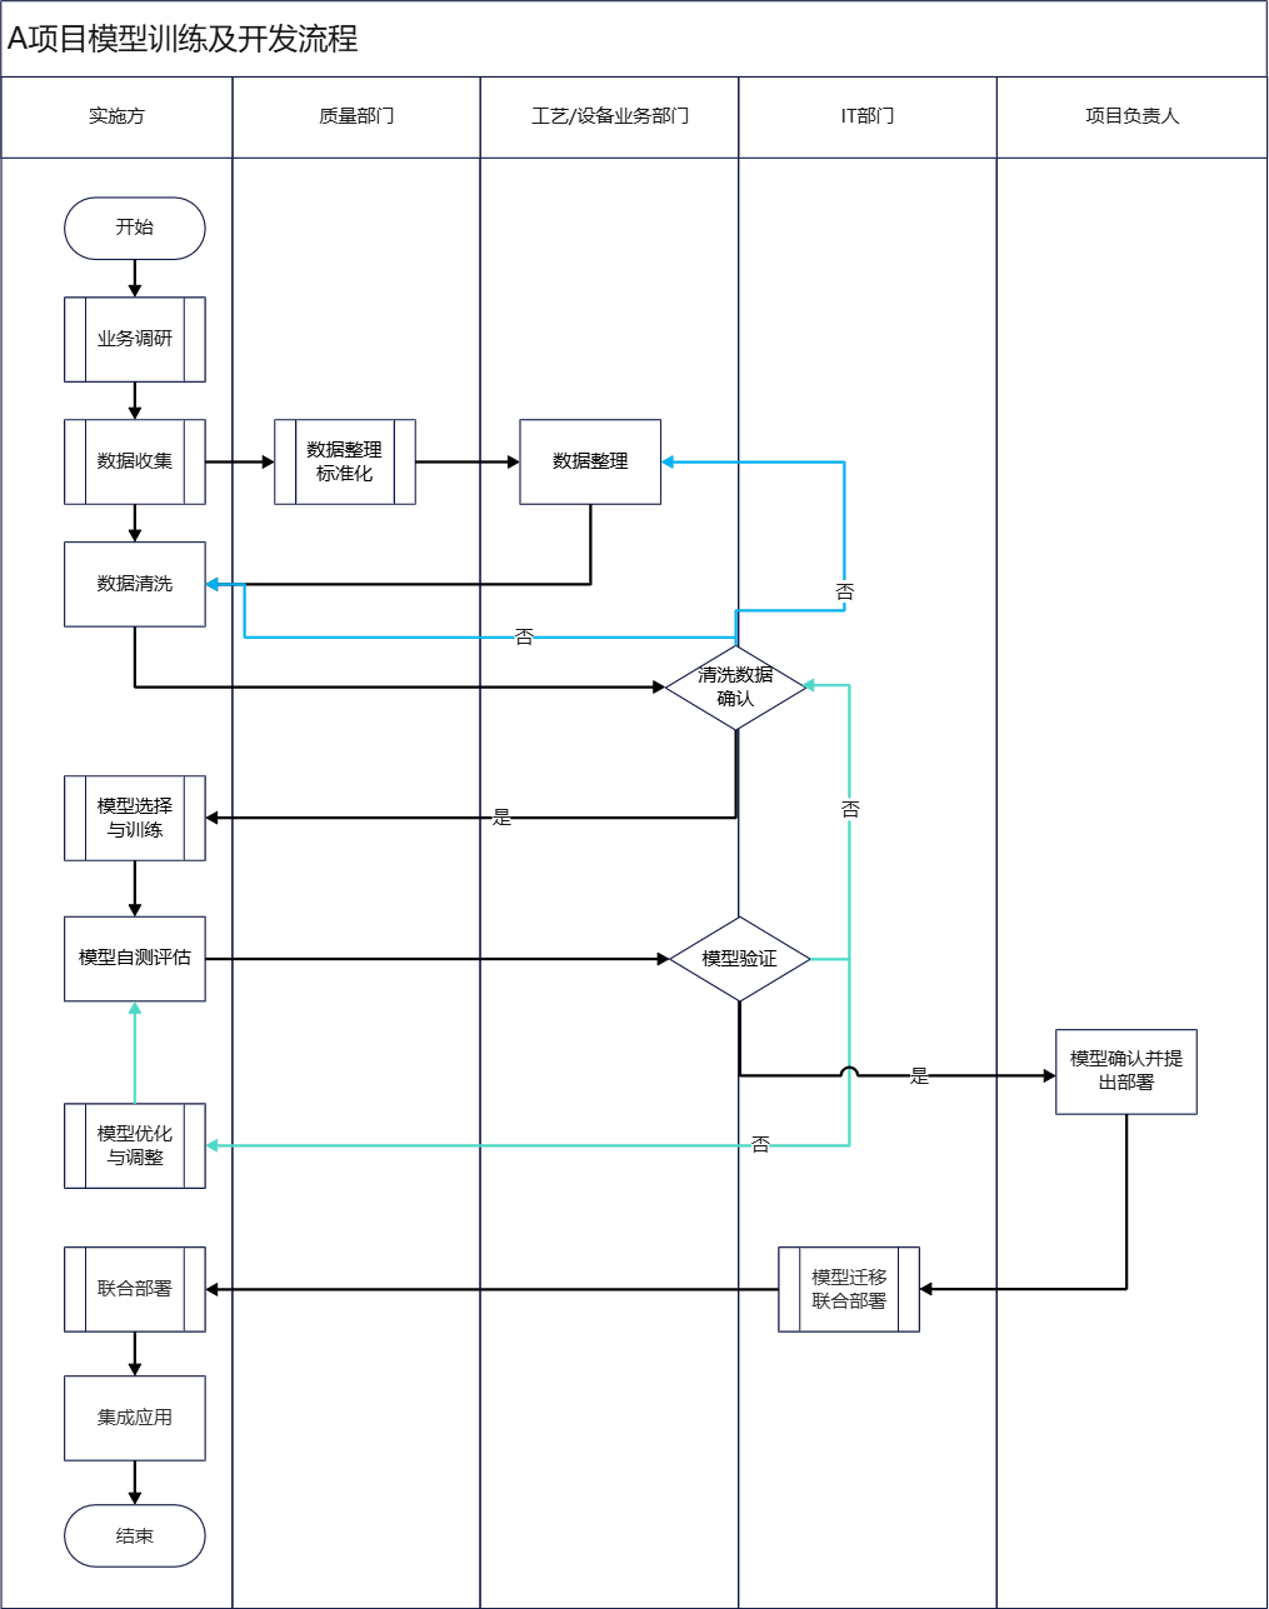 A项目模型训练及开发流程
实施方
质量部门
工艺/设备业务部门
IT部门
项目负责人
开始
业务调研
数据收集
数据整理
标准化
数据整理
数据清洗
否
否
清洗数据
确认
模型选择
与训练
是
否
模型自测评估
模型验证
模型确认并提
出部署
是
模型优化
与调整
否
联合部署
模型迁移
联合部署
集成应用
结束